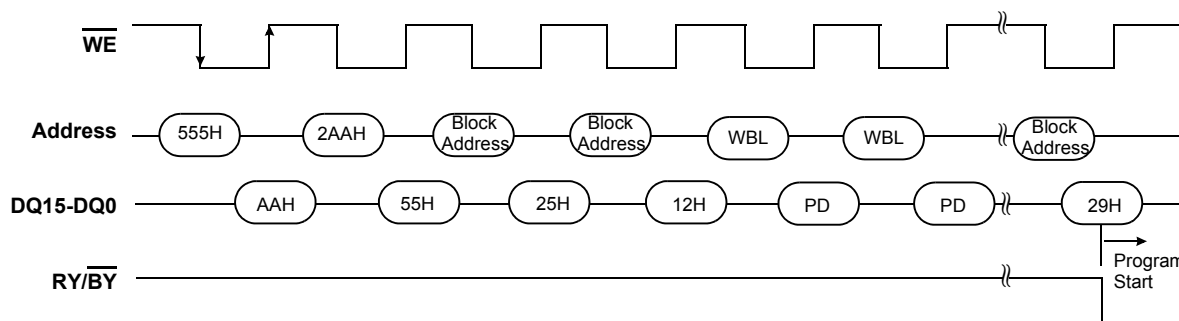 WE
Address
555H
2AAH
Block
Address
Block
Address
WBL
WBL
Block
Address
DQ15-DQ0
AAH
55H
25H
12H
PD
PD
29H
Program
Start
RY/BY